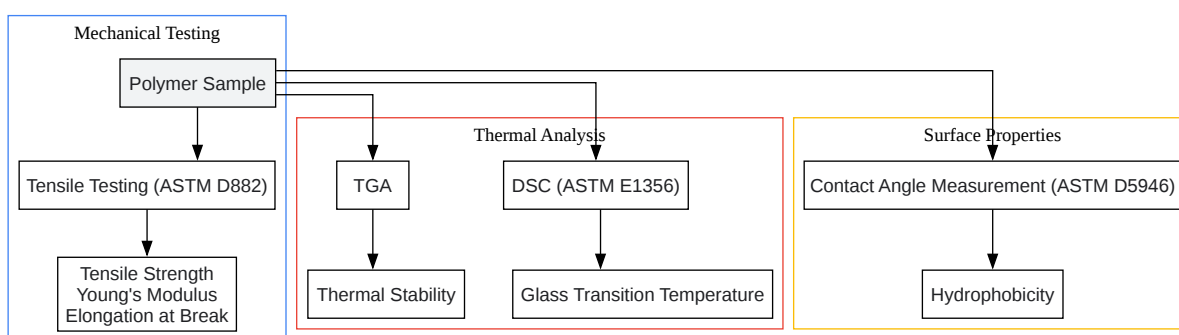 Mechanical Testing
Polymer Sample
Thermal Analysis
Surface Properties
Tensile Testing (ASTM D882)
TGA
DSC (ASTM E1356)
Contact Angle Measurement (ASTM D5946)
Tensile Strength
Young's Modulus
Elongation at Break
Thermal Stability
Glass Transition Temperature
Hydrophobicity